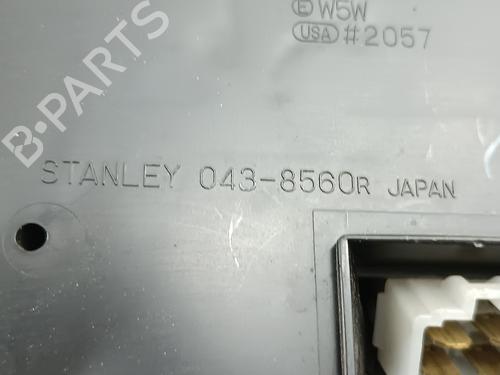 Ⓔ W5W
USA #2057
STANLEY 043-8560R JAPAN
B-PARTS